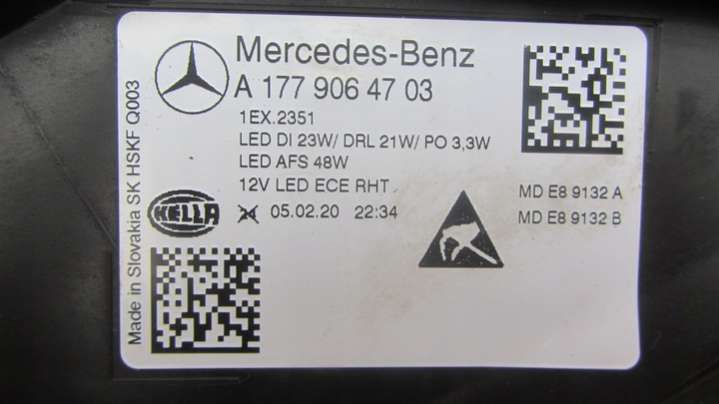 Mercedes-Benz
A 177 906 47 03
1EX.2351
LED DI 23W/ DRL 21W/ PO 3,3W
LED AFS 48W
12V LED ECE RHT
MD E8 9132 A
HELLA
05.02.20 22:34
MD E8 9132 B
Made in Slovakia SK HSKF Q003